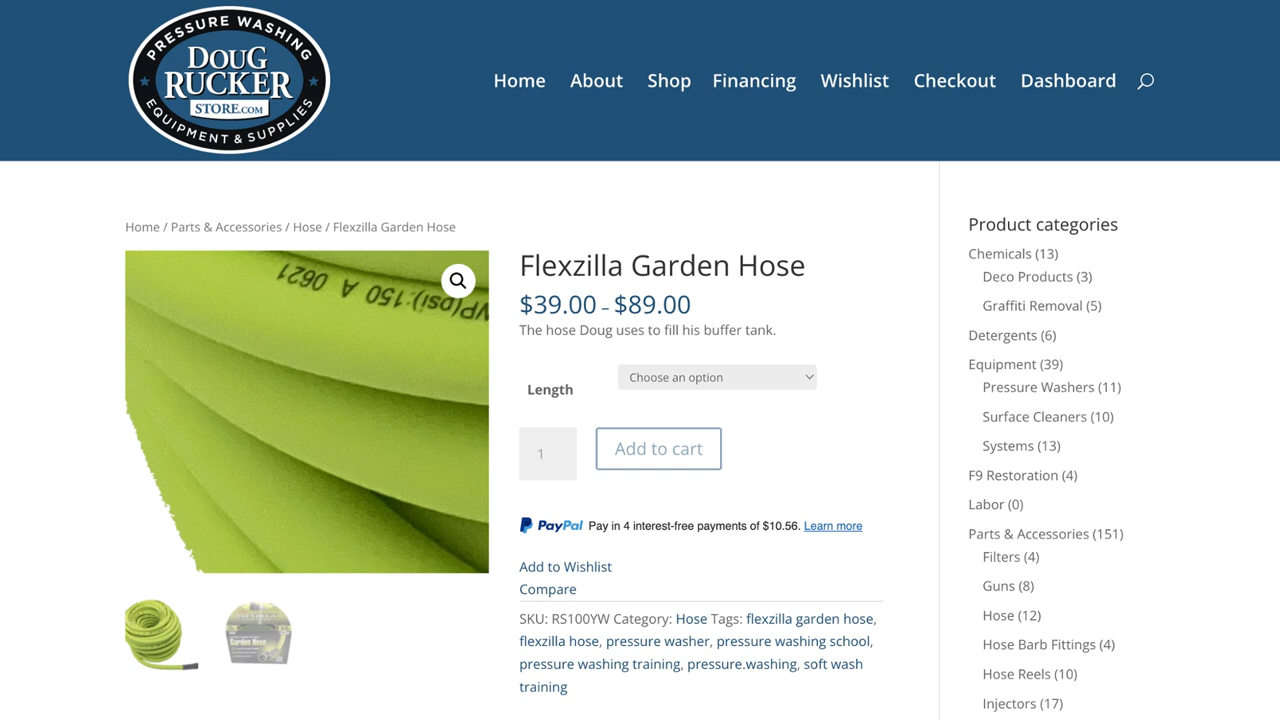 PRESSURE WASHING
DOUG
RUCKER
STORE.COM
EQUIPMENT & SUPPLIES
Home About Shop Financing Wishlist Checkout Dashboard
Home / Parts & Accessories / Hose / Flexzilla Garden Hose
(psi):150 A 0621
Flexzilla Garden Hose
$39.00 – $89.00
The hose Doug uses to fill his buffer tank.
Length
Choose an option
1
Add to cart
PayPal Pay in 4 interest-free payments of $10.56. Learn more
Add to Wishlist
Compare
SKU: RS100YW Category: Hose Tags: flexzilla garden hose,
flexzilla hose, pressure washer, pressure washing school,
pressure washing training, pressure.washing, soft wash
training
Garden Hose
Product categories
Chemicals (13)
Deco Products (3)
Graffiti Removal (5)
Detergents (6)
Equipment (39)
Pressure Washers (11)
Surface Cleaners (10)
Systems (13)
F9 Restoration (4)
Labor (0)
Parts & Accessories (151)
Filters (4)
Guns (8)
Hose (12)
Hose Barb Fittings (4)
Hose Reels (10)
Injectors (17)